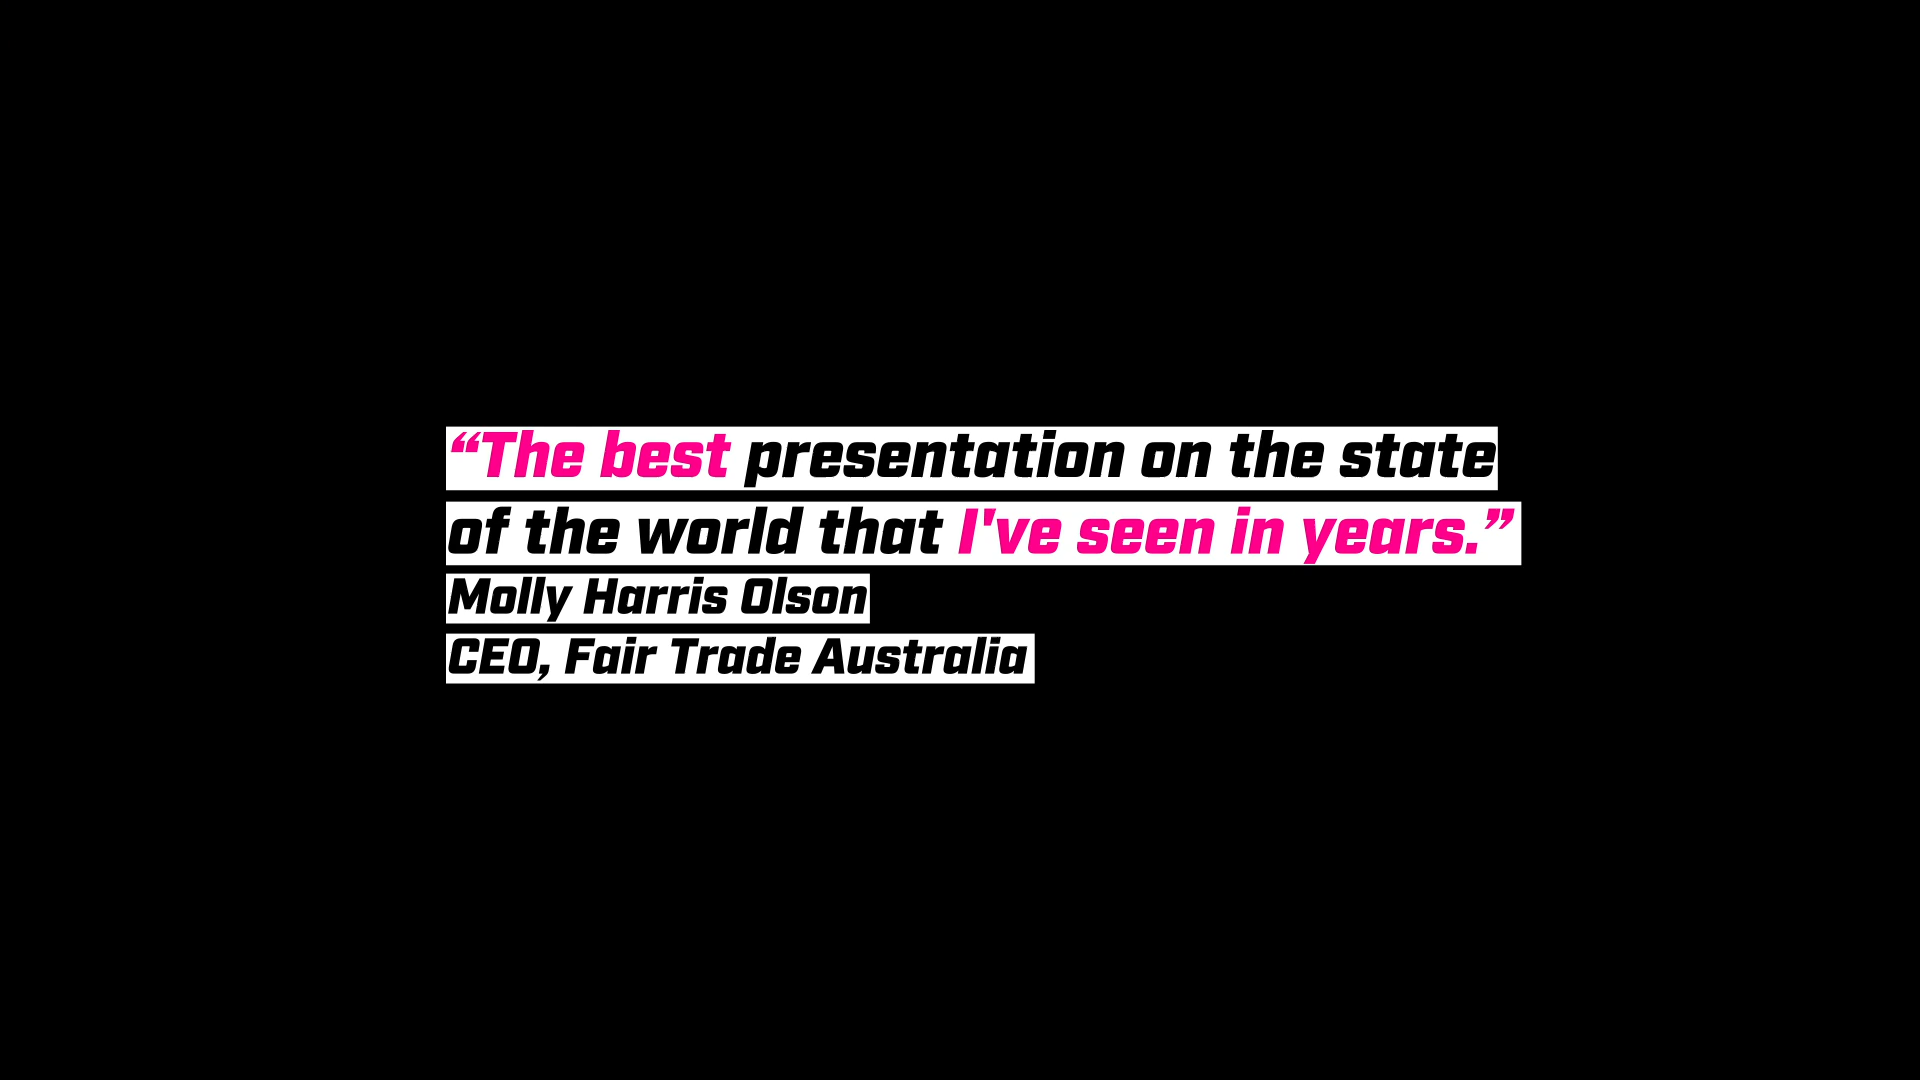 “The best presentation on the state
of the world that I've seen in years.”
Molly Harris Olson
CEO, Fair Trade Australia